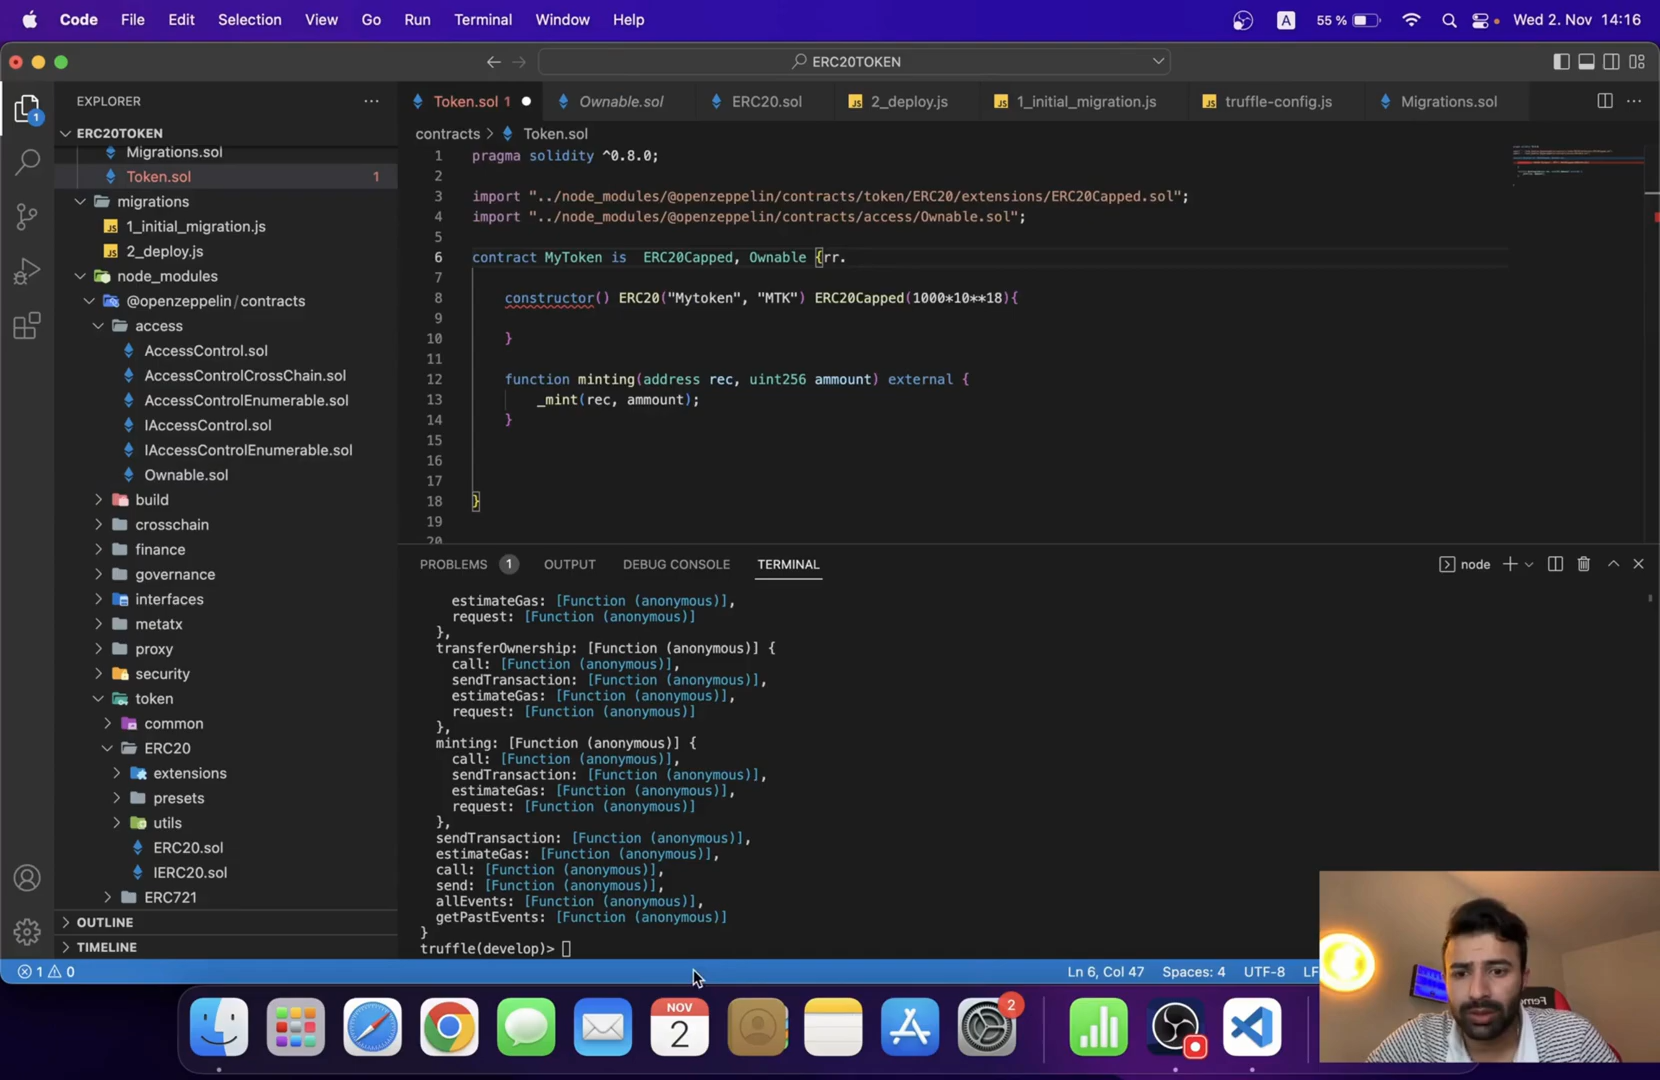 Code File Edit Selection View Go Run Terminal Window Help A 55 % Wed 2. Nov 14:16
ERC20TOKEN
EXPLORER
ERC20TOKEN
Migrations.sol
Token.sol 1
migrations
1_initial_migration.js
2_deploy.js
node_modules
@openzeppelin/contracts
access
AccessControl.sol
AccessControlCrossChain.sol
AccessControlEnumerable.sol
IAccessControl.sol
IAccessControlEnumerable.sol
Ownable.sol
build
crosschain
finance
governance
interfaces
metatx
proxy
security
token
common
ERC20
extensions
presets
utils
ERC20.sol
IERC20.sol
ERC721
OUTLINE
TIMELINE
1
Token.sol 1 Ownable.sol ERC20.sol 2_deploy.js 1_initial_migration.js truffle-config.js Migrations.sol
contracts > Token.sol
1 pragma solidity ^0.8.0;
2
3 import "../node_modules/@openzeppelin/contracts/token/ERC20/extensions/ERC20Capped.sol";
4 import "../node_modules/@openzeppelin/contracts/access/Ownable.sol";
5
6 contract MyToken is  ERC20Capped, Ownable {rr.
7
8 constructor() ERC20("Mytoken", "MTK") ERC20Capped(1000*10**18){
9
10 }
11
12 function minting(address rec, uint256 ammount) external {
13 _mint(rec, ammount);
14 }
15
16
17
18 }
19
20
PROBLEMS 1 OUTPUT DEBUG CONSOLE TERMINAL node
estimateGas: [Function (anonymous)],
request: [Function (anonymous)]
},
transferOwnership: [Function (anonymous)] {
call: [Function (anonymous)],
sendTransaction: [Function (anonymous)],
estimateGas: [Function (anonymous)],
request: [Function (anonymous)]
},
minting: [Function (anonymous)] {
call: [Function (anonymous)],
sendTransaction: [Function (anonymous)],
estimateGas: [Function (anonymous)],
request: [Function (anonymous)]
},
sendTransaction: [Function (anonymous)],
estimateGas: [Function (anonymous)],
call: [Function (anonymous)],
send: [Function (anonymous)],
allEvents: [Function (anonymous)],
getPastEvents: [Function (anonymous)]
}
truffle(develop)>
1 0 Ln 6, Col 47 Spaces: 4 UTF-8 LF
NOV
2
2